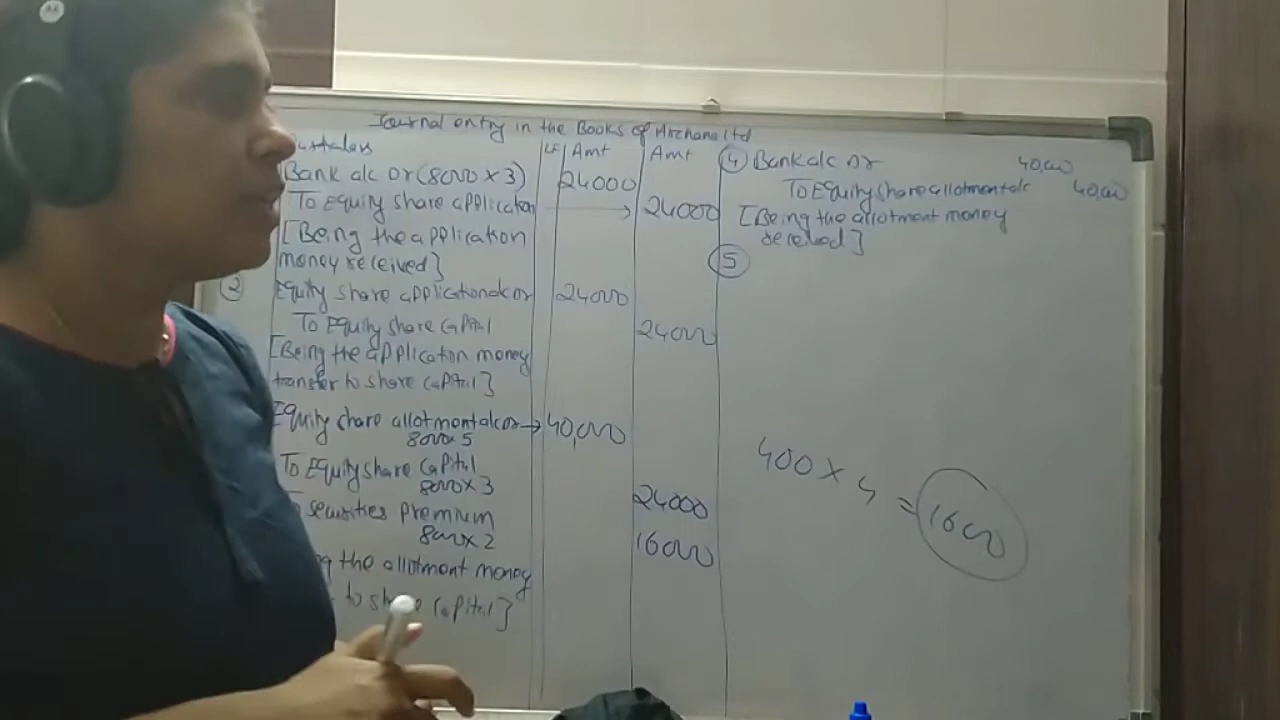 Journal entry in the Books of Archana ltd
LF Amt Amt
Bank a/c Dr (8000 x 3) 24000
To Equity share application 24000
[Being the application
money received]
2 Equity share application a/c Dr 24000
To Equity share capital 24000
[Being the application money
transfer to share capital]
Equity share allotment a/c Dr → 40,000
8000 x 5
To Equity share capital
8000 x 3 24000
securities premium
8000 x 2 16000
the allotment money
to share capital]
4 Bank a/c Dr 40,000
To Equity share allotment a/c 40,000
[Being the allotment money
received]
5
400 x 4 = 1600